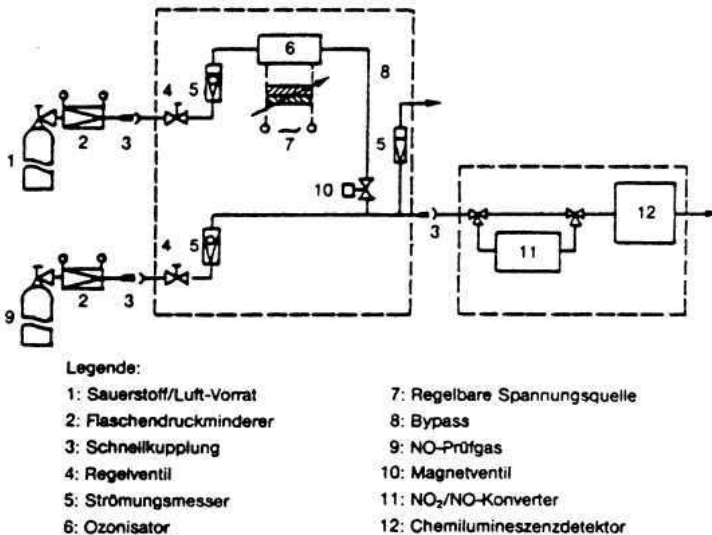 4
5
6
8
1
2
3
7
5
10
4
5
3
11
12
9
2
3
Legende:
1: Sauerstoff/Luft-Vorrat
2: Flaschendruckminderer
3: Schnellkupplung
4: Regelventil
5: Strömungsmesser
6: Ozonisator
7: Regelbare Spannungsquelle
8: Bypass
9: NO-Prüfgas
10: Magnetventil
11: NO₂/NO-Konverter
12: Chemilumineszenzdetektor